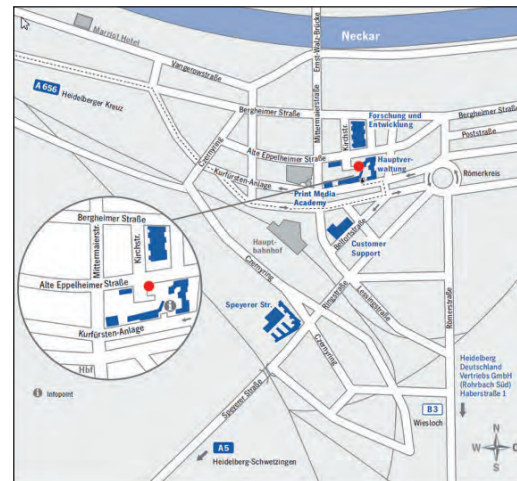 Neckar
Marriot Hotel
Vangerowstraße
Ernst-Walz-Brücke
A 656
Heidelberger Kreuz
Bergheimer Straße
Mittermaierstraße
Kirchstr.
Forschung und
Entwicklung
Bergheimer Straße
Poststraße
Czernyring
Alte Eppelheimer Straße
Hauptver-
waltung
Kurfürsten-Anlage
Römerkreis
Print Media
Academy
Bergheimer Straße
Mittermaierstr.
Kirchstr.
Haupt-
bahnhof
Belfortstraße
Customer
Support
Alte Eppelheimer Straße
Czernyring
Ringstraße
Lessingstraße
Römerstraße
Speyerer Str.
Kurfürsten-Anlage
Hbf
Czernyring
Speyerer Straße
i Infopoint
Heidelberg
Deutschland
Vertriebs GmbH
(Rohrbach Süd)
Haberstraße 1
B3
Wiesloch
A5
Heidelberg-Schwetzingen
N
W
O
S